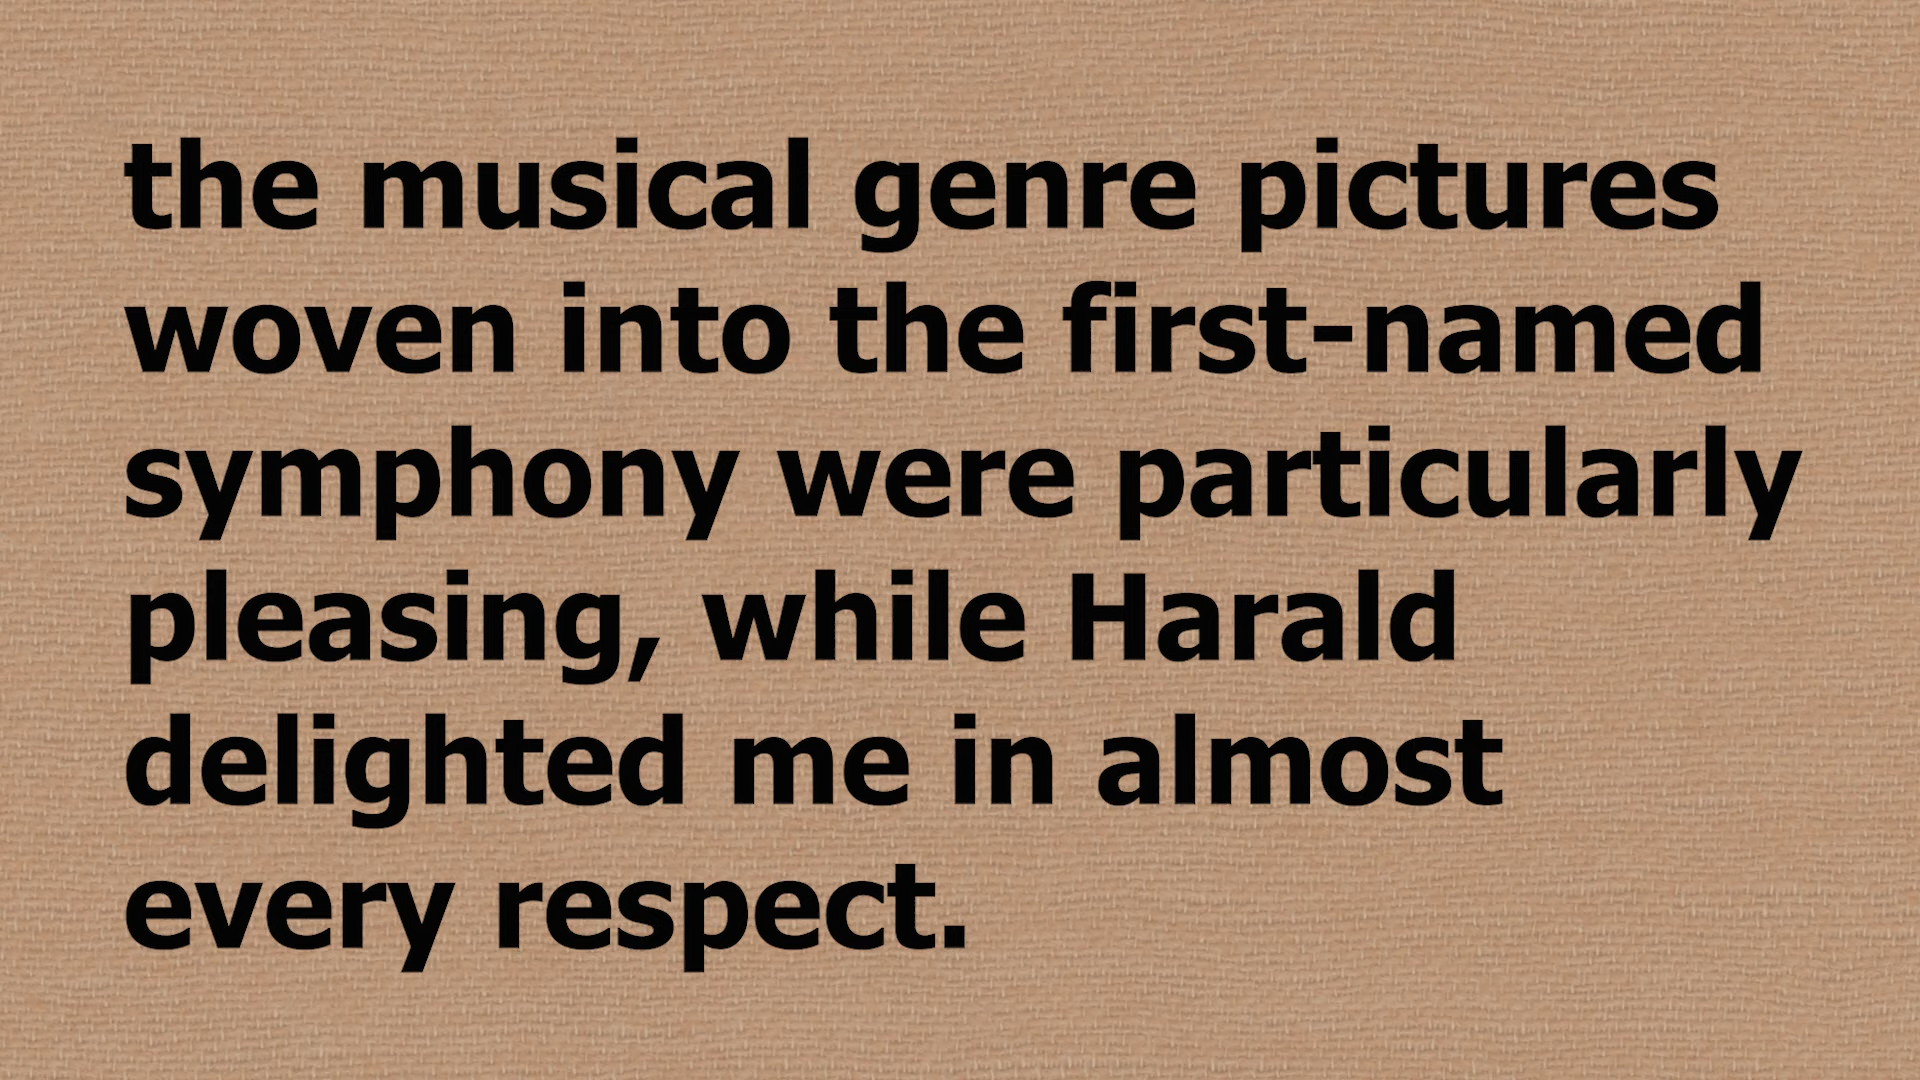 the musical genre pictures
woven into the first-named
symphony were particularly
pleasing, while Harald
delighted me in almost
every respect.